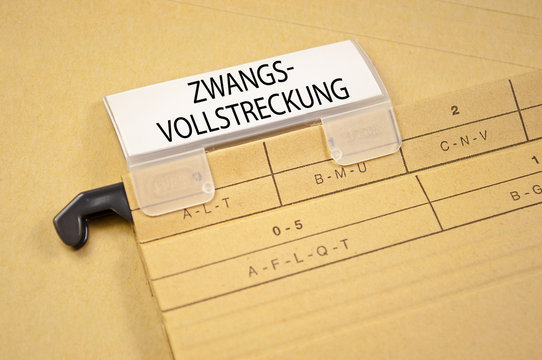 ZWANGS-
VOLLSTRECKUNG
2
A-L-T B-M-U C-N-V
0-5 1
A-F-L-Q-T B-G